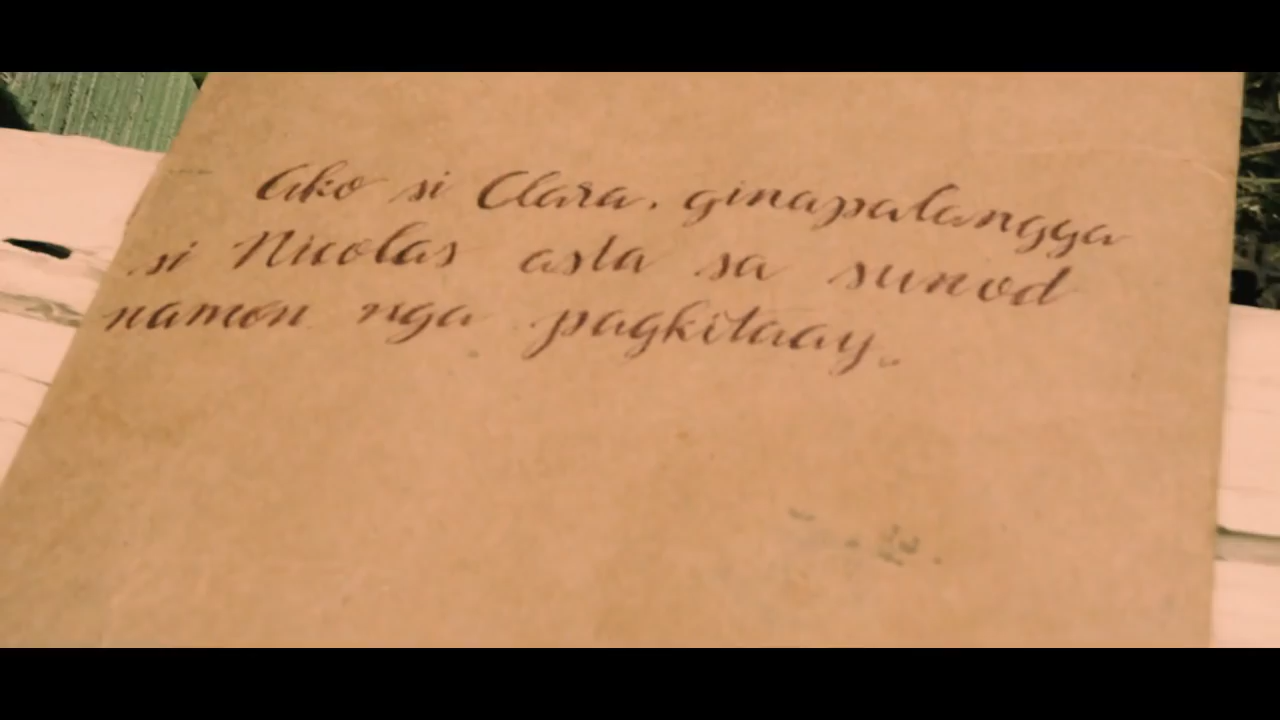 Ako si Clara, ginapalangga
si Nicolas asta sa sunod
namon nga pagkitaay.